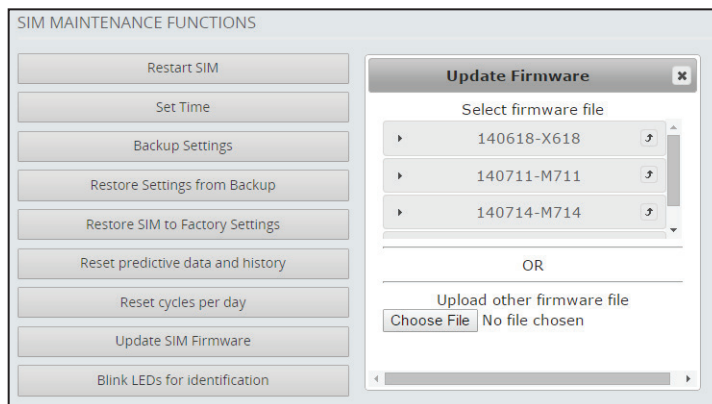 SIM MAINTENANCE FUNCTIONS
Restart SIM
Set Time
Backup Settings
Restore Settings from Backup
Restore SIM to Factory Settings
Reset predictive data and history
Reset cycles per day
Update SIM Firmware
Blink LEDs for identification
Update Firmware
Select firmware file
140618-X618
140711-M711
140714-M714
OR
Upload other firmware file
Choose File No file chosen